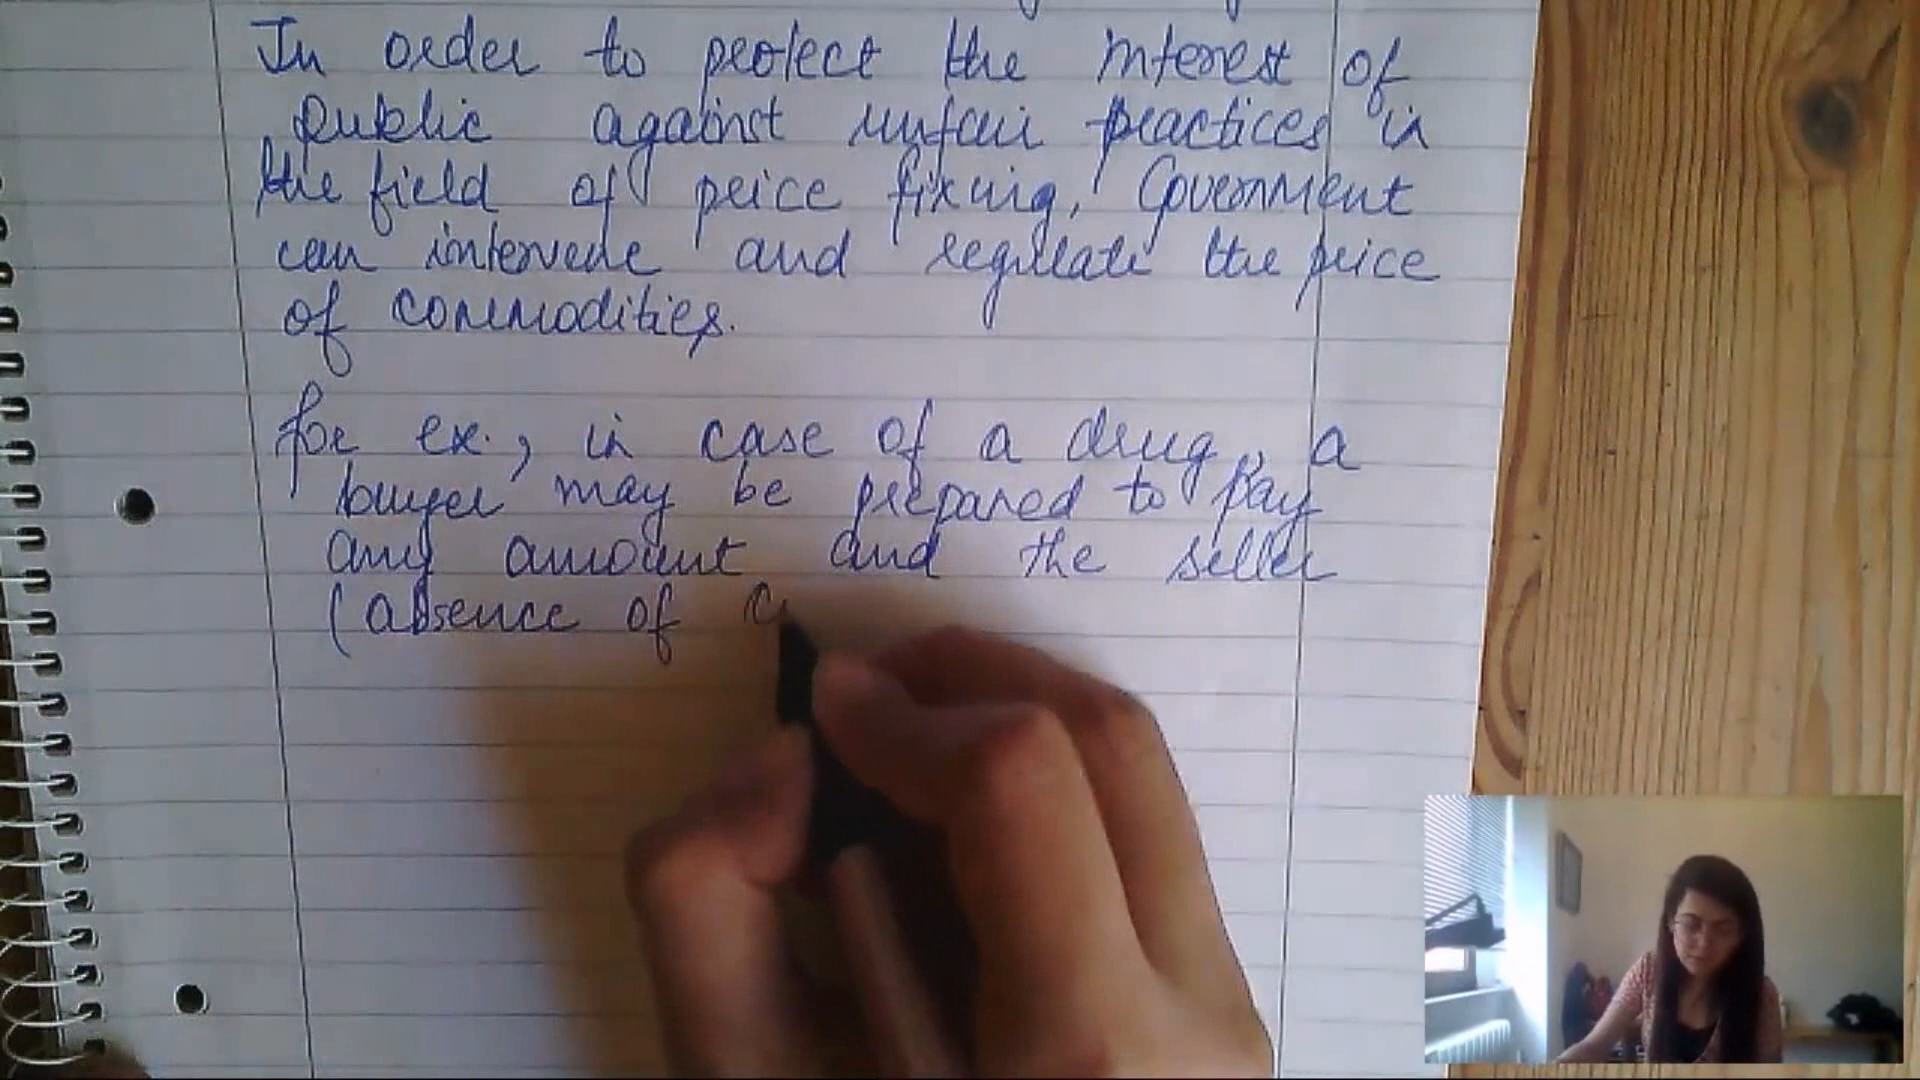 In order to protect the interest of
public against unfair practices in
the field of price fixing, Government
can intervene and regulate the price
of commodities.
for ex., in case of a drug, a
buyer may be prepared to pay
any amount and the seller
(absence of c